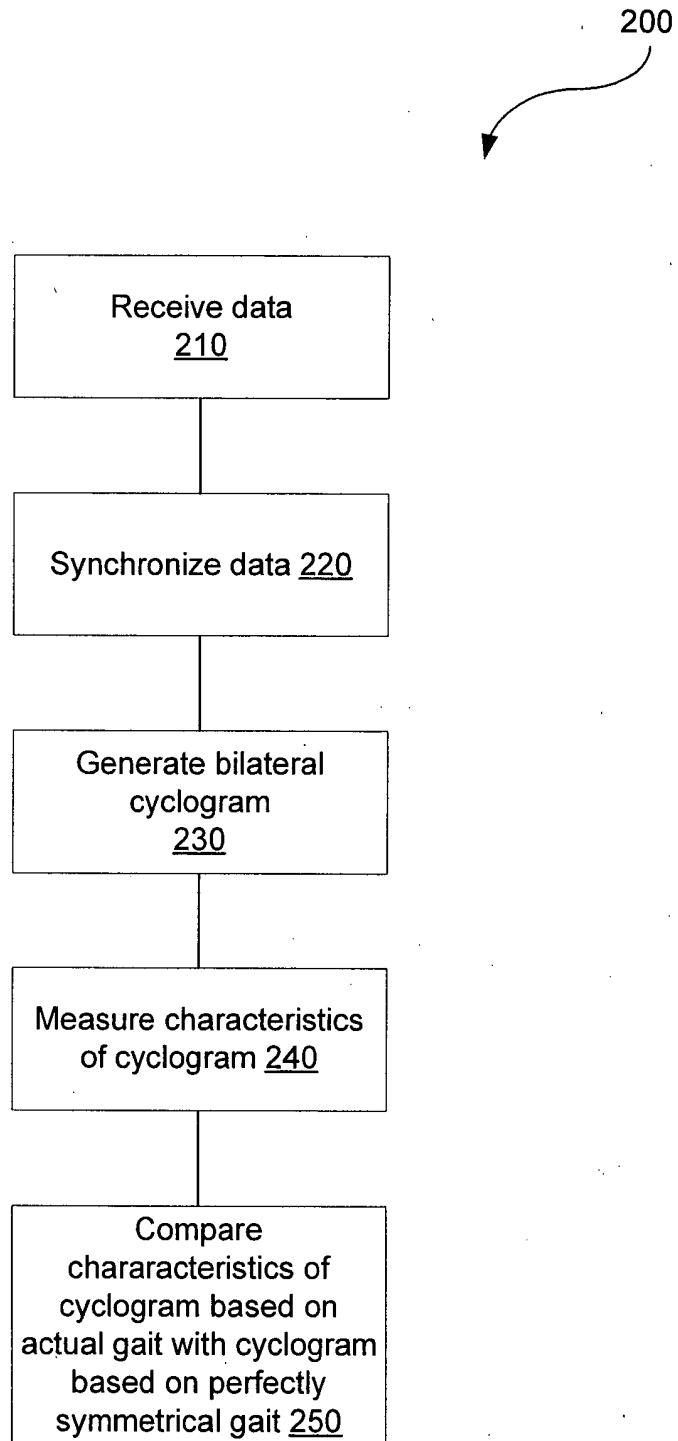 200
Receive data
210
Synchronize data 220
Generate bilateral
cyclogram
230
Measure characteristics
of cyclogram 240
Compare
chararacteristics of
cyclogram based on
actual gait with cyclogram
based on perfectly
symmetrical gait 250